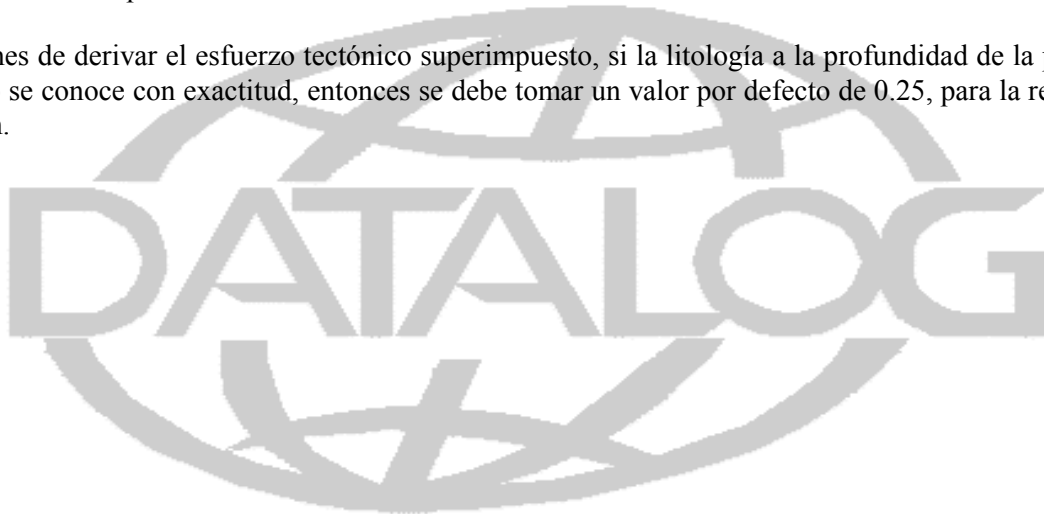 nes de derivar el esfuerzo tectónico superimpuesto, si la litología a la profundidad de la
se conoce con exactitud, entonces se debe tomar un valor por defecto de 0.25, para la re
n.
DATALOG